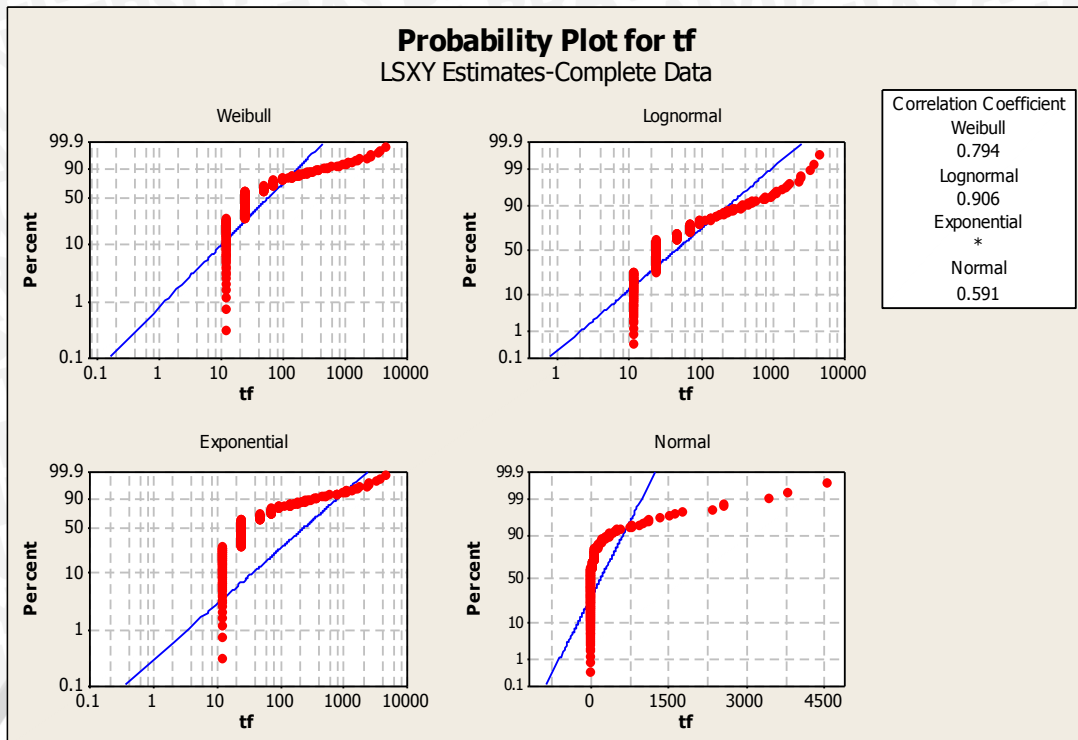 Probability Plot for tf
LSXY Estimates-Complete Data
Weibull
99.9
90
50
10
1
0.1
Percent
0.1 1 10 100 1000 10000
tf
Lognormal
99.9
99
90
50
10
1
0.1
Percent
1 10 100 1000 10000
tf
Correlation Coefficient
Weibull
0.794
Lognormal
0.906
Exponential
*
Normal
0.591
Exponential
99.9
90
50
10
1
0.1
Percent
0.1 1 10 100 1000 10000
tf
Normal
99.9
99
90
50
10
1
0.1
Percent
0 1500 3000 4500
tf